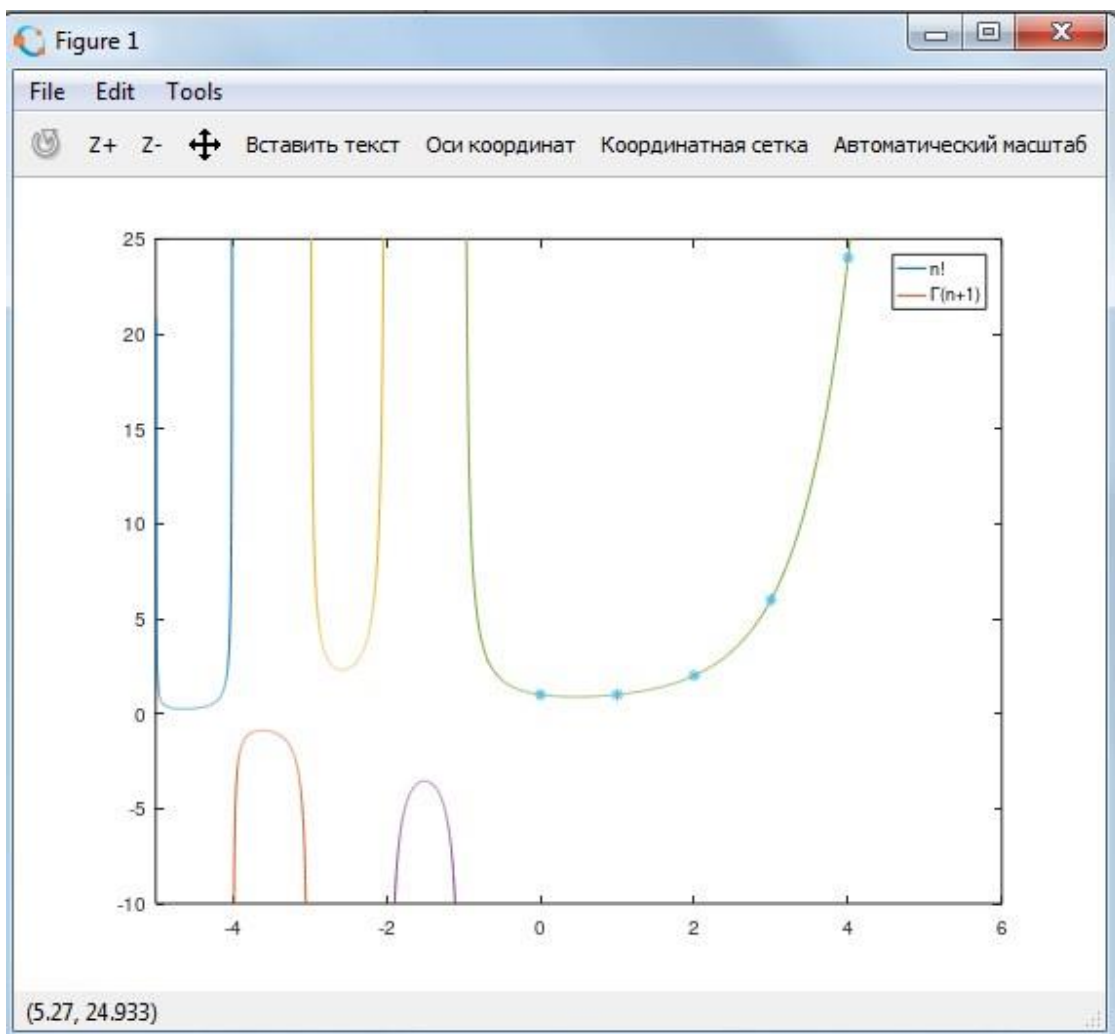 Figure 1
File Edit Tools
Z+ Z- Вставить текст Оси координат Координатная сетка Автоматический масштаб
25
20
15
10
5
0
-5
-10
-4 -2 0 2 4 6
n!
Γ(n+1)
(5.27, 24.933)